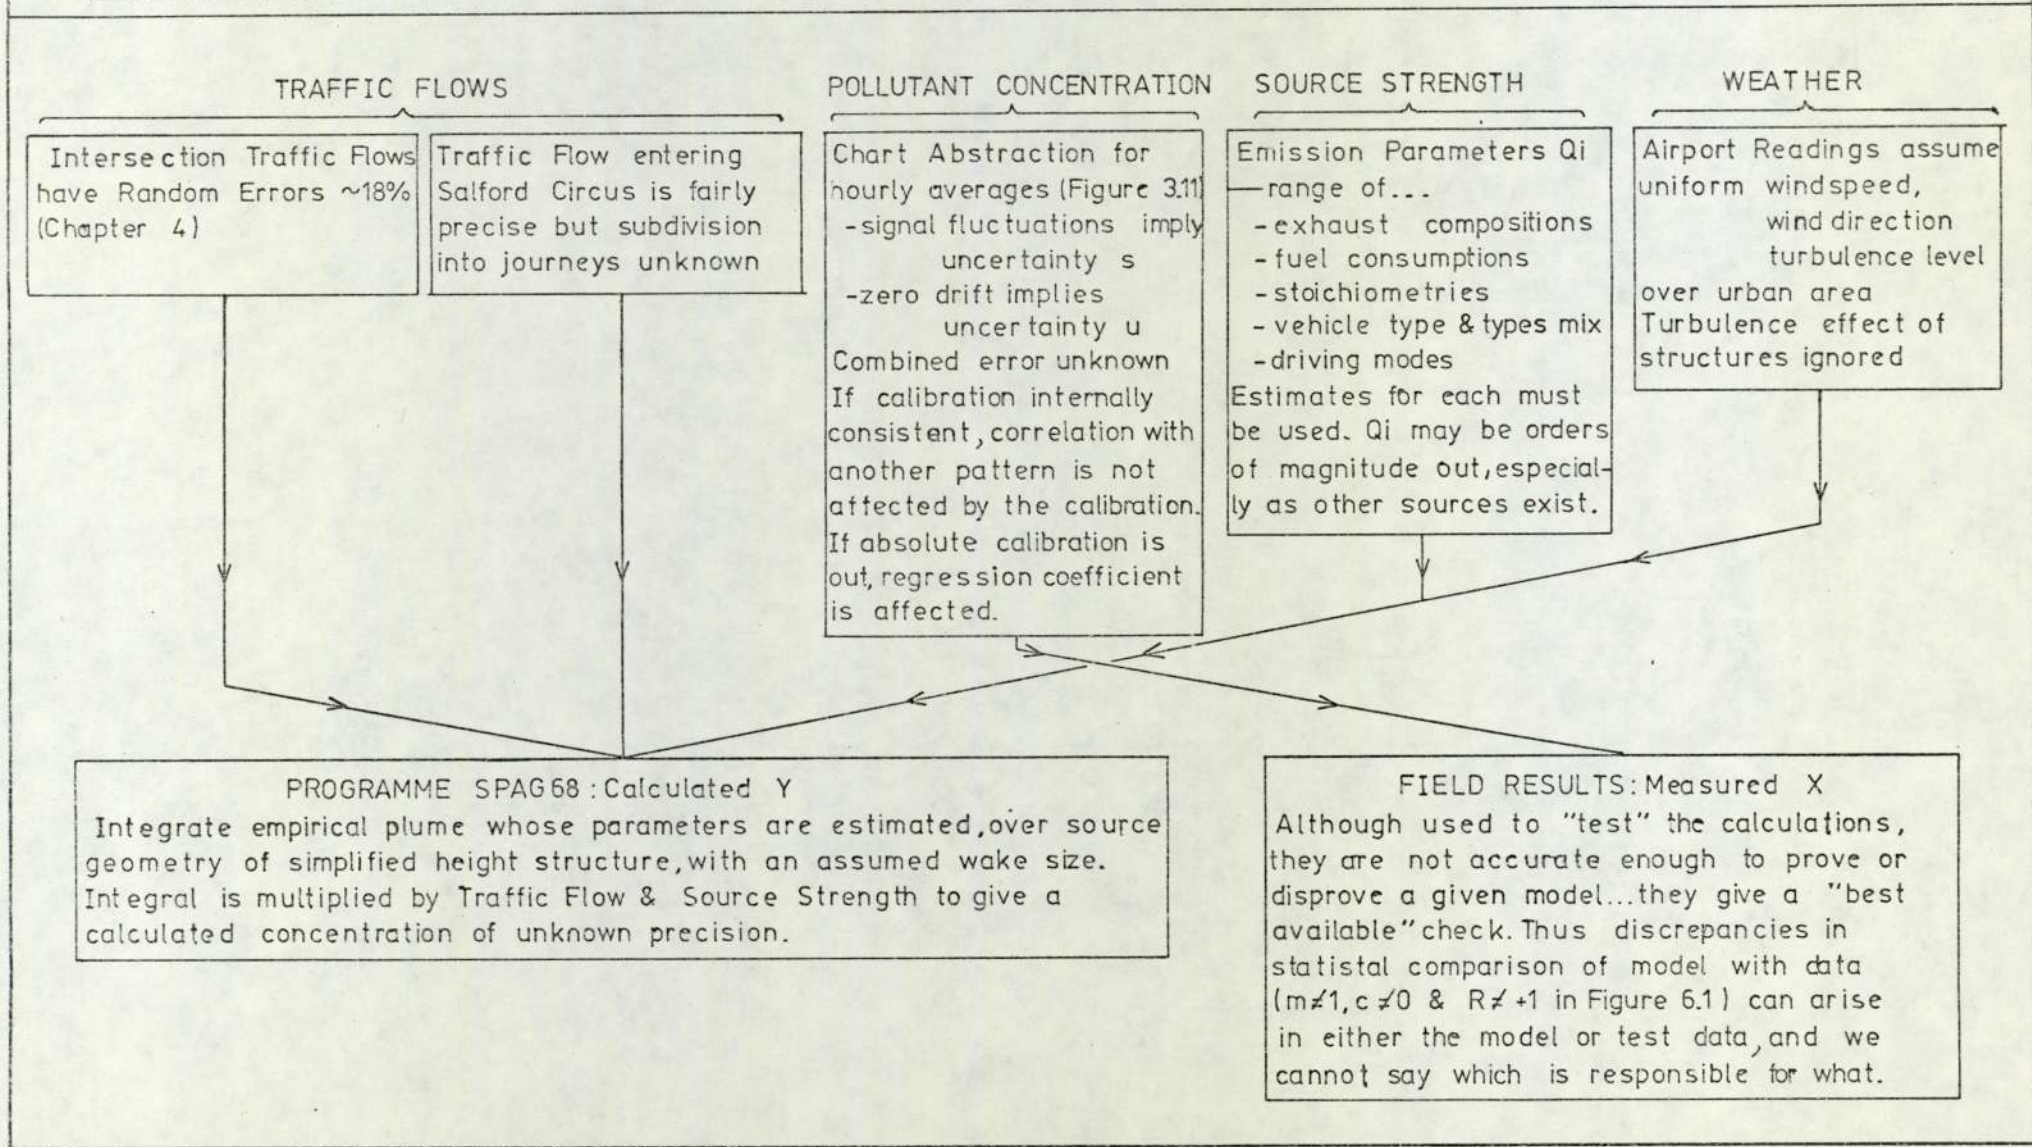 TRAFFIC FLOWS
Intersection Traffic Flows
have Random Errors ~18%
(Chapter 4)
Traffic Flow entering
Salford Circus is fairly
precise but subdivision
into journeys unknown
POLLUTANT CONCENTRATION
Chart Abstraction for
hourly averages (Figure 3.11)
-signal fluctuations imply
uncertainty s
-zero drift implies
uncertainty u
Combined error unknown
If calibration internally
consistent, correlation with
another pattern is not
affected by the calibration.
If absolute calibration is
out, regression coefficient
is affected.
SOURCE STRENGTH
Emission Parameters Qi
—range of...
-exhaust compositions
-fuel consumptions
-stoichiometries
-vehicle type & types mix
-driving modes
Estimates for each must
be used. Qi may be orders
of magnitude out, especial-
ly as other sources exist.
WEATHER
Airport Readings assume
uniform windspeed,
wind direction
turbulence level
over urban area
Turbulence effect of
structures ignored
PROGRAMME SPAG68: Calculated Y
Integrate empirical plume whose parameters are estimated, over source
geometry of simplified height structure, with an assumed wake size.
Integral is multiplied by Traffic Flow & Source Strength to give a
calculated concentration of unknown precision.
FIELD RESULTS: Measured X
Although used to "test" the calculations,
they are not accurate enough to prove or
disprove a given model...they give a "best
available" check. Thus discrepancies in
statistal comparison of model with data
(m≠1, c≠0 & R≠+1 in Figure 6.1) can arise
in either the model or test data, and we
cannot say which is responsible for what.